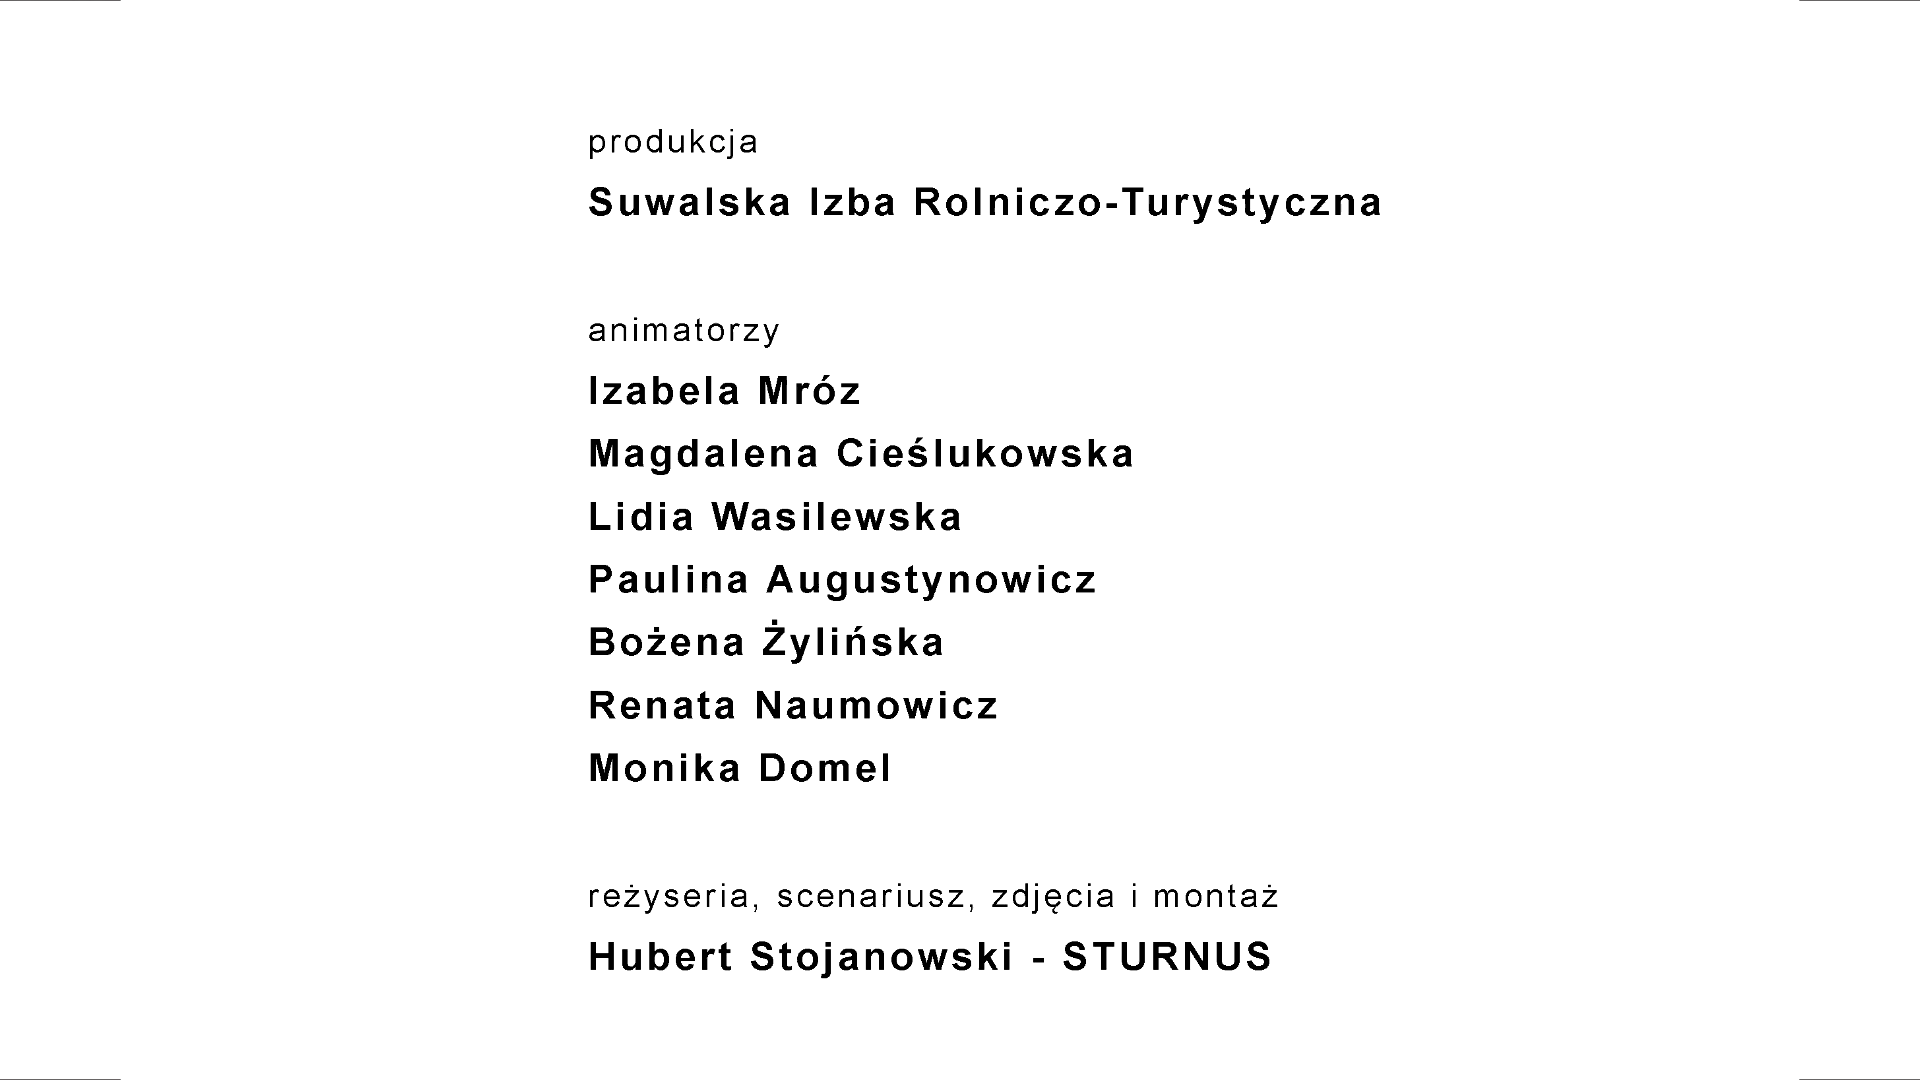 produkcja
Suwalska Izba Rolniczo-Turystyczna
animatorzy
Izabela Mróz
Magdalena Cieślukowska
Lidia Wasilewska
Paulina Augustynowicz
Bożena Żylińska
Renata Naumowicz
Monika Domel
reżyseria, scenariusz, zdjęcia i montaż
Hubert Stojanowski - STURNUS